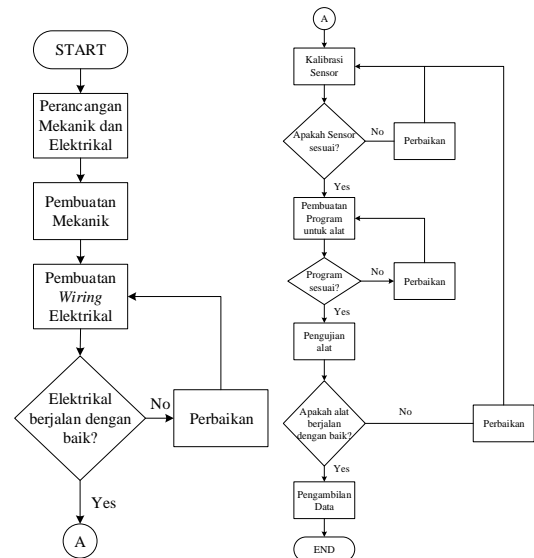 START
Perancangan
Mekanik dan
Elektrikal
Pembuatan
Mekanik
Pembuatan
Wiring
Elektrikal
Elektrikal
berjalan dengan
baik?
No
Perbaikan
Yes
A
A
Kalibrasi
Sensor
Apakah Sensor
sesuai?
No
Perbaikan
Yes
Pembuatan
Program
untuk alat
Program
sesuai?
No
Perbaikan
Yes
Pengujian
alat
Apakah alat
berjalan
dengan baik?
No
Perbaikan
Yes
Pengambilan
Data
END